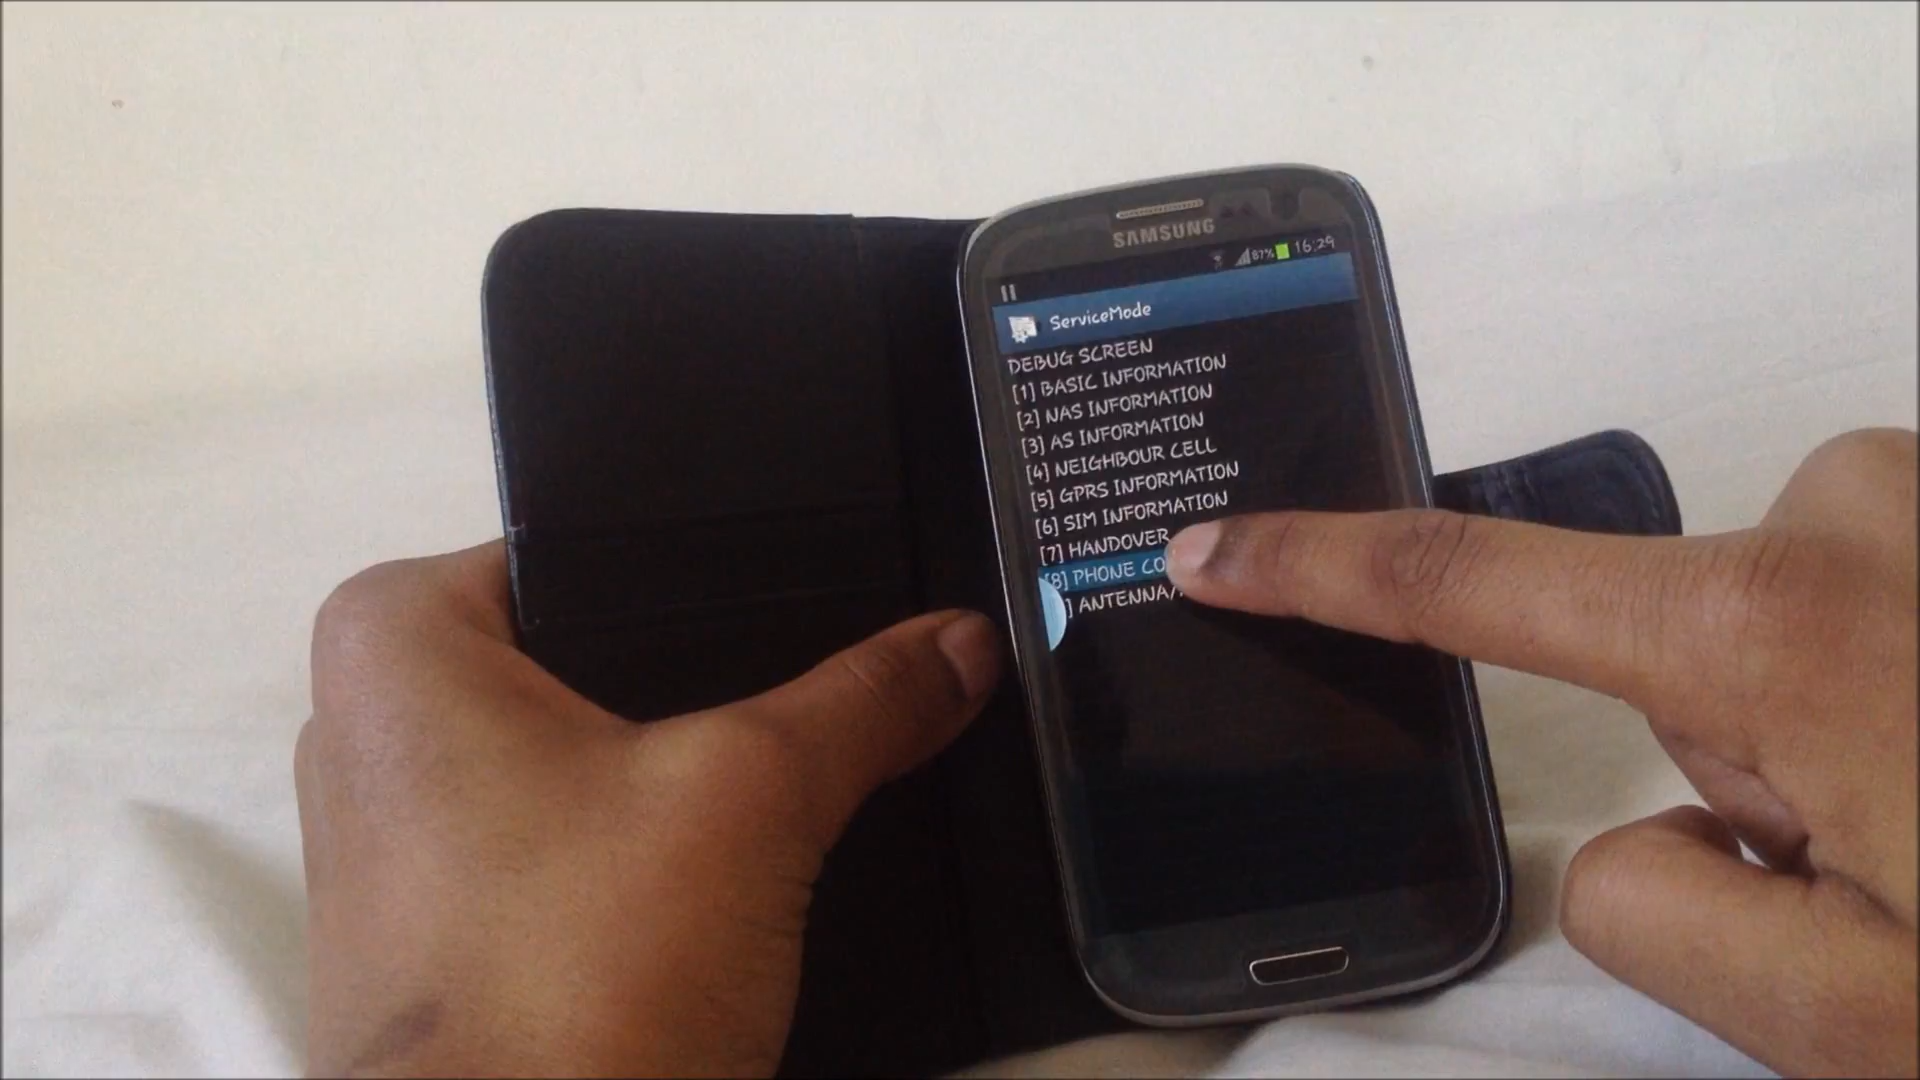 SAMSUNG
87% 16:29
ServiceMode
DEBUG SCREEN
[1] BASIC INFORMATION
[2] NAS INFORMATION
[3] AS INFORMATION
[4] NEIGHBOUR CELL
[5] GPRS INFORMATION
[6] SIM INFORMATION
[7] HANDOVER
[8] PHONE CO
] ANTENNA/